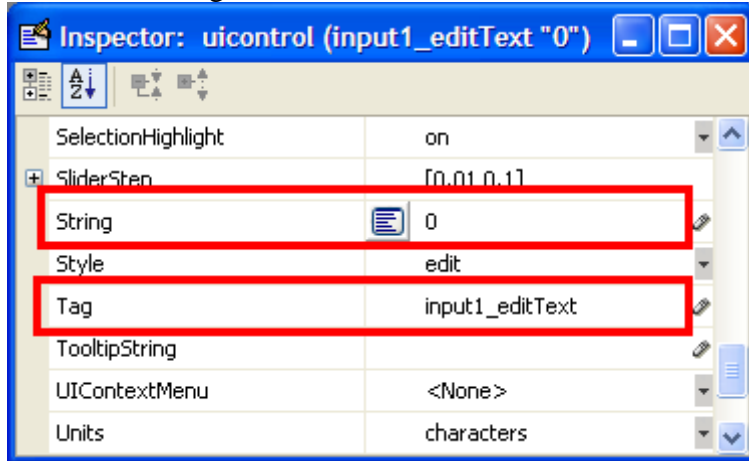 Inspector: uicontrol (input1_editText "0")
SelectionHighlight on
SliderStep [0.01 0.1]
String 0
Style edit
Tag input1_editText
TooltipString
UIContextMenu <None>
Units characters